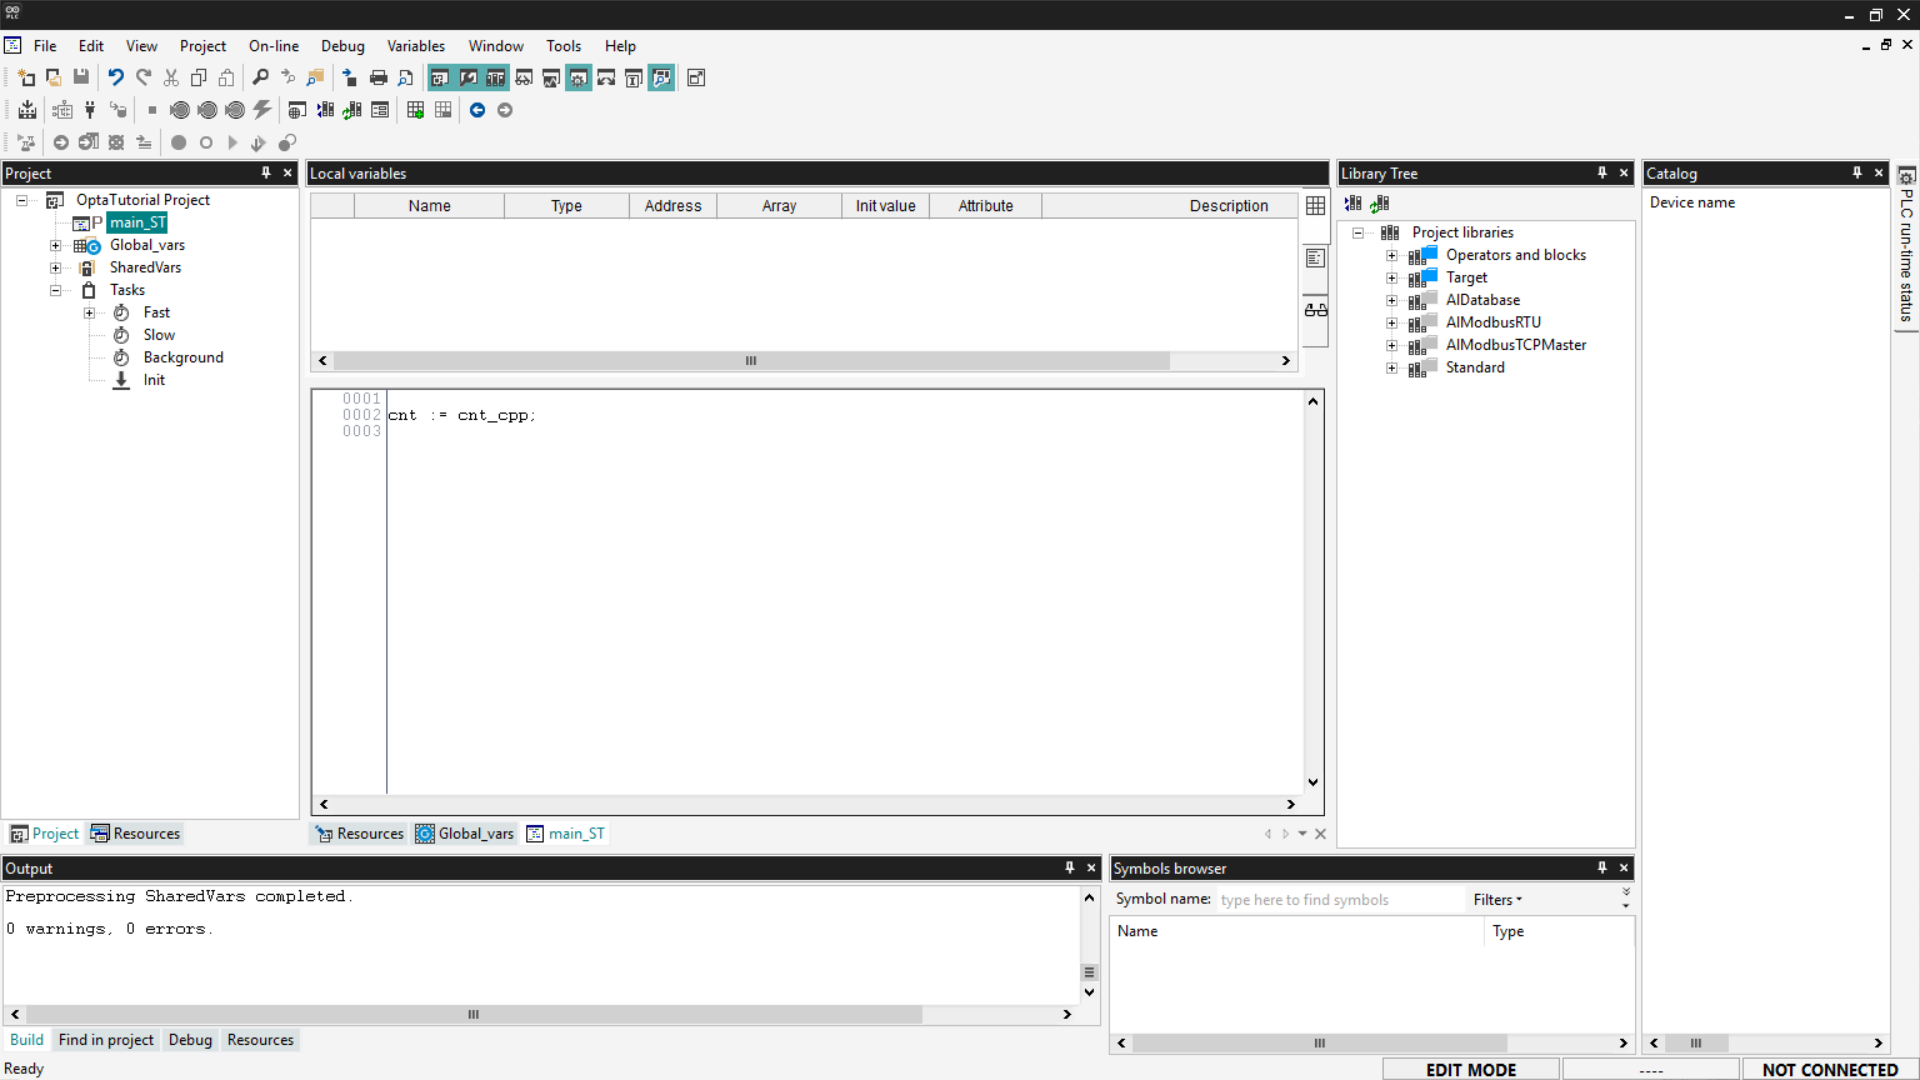 PLC
File Edit View Project On-line Debug Variables Window Tools Help
Project
OptaTutorial Project
P main_ST
Global_vars
SharedVars
Tasks
Fast
Slow
Background
Init
Project Resources
Local variables
Name Type Address Array Init value Attribute Description
0001
0002 cnt := cnt_cpp;
0003
Resources Global_vars main_ST
Library Tree
Project libraries
Operators and blocks
Target
AlDatabase
AlModbusRTU
AlModbusTCPMaster
Standard
Catalog
Device name
PLC run-time status
Output
Preprocessing SharedVars completed.
0 warnings, 0 errors.
Build Find in project Debug Resources
Symbols browser
Symbol name: type here to find symbols Filters
Name Type
Ready
EDIT MODE ---- NOT CONNECTED